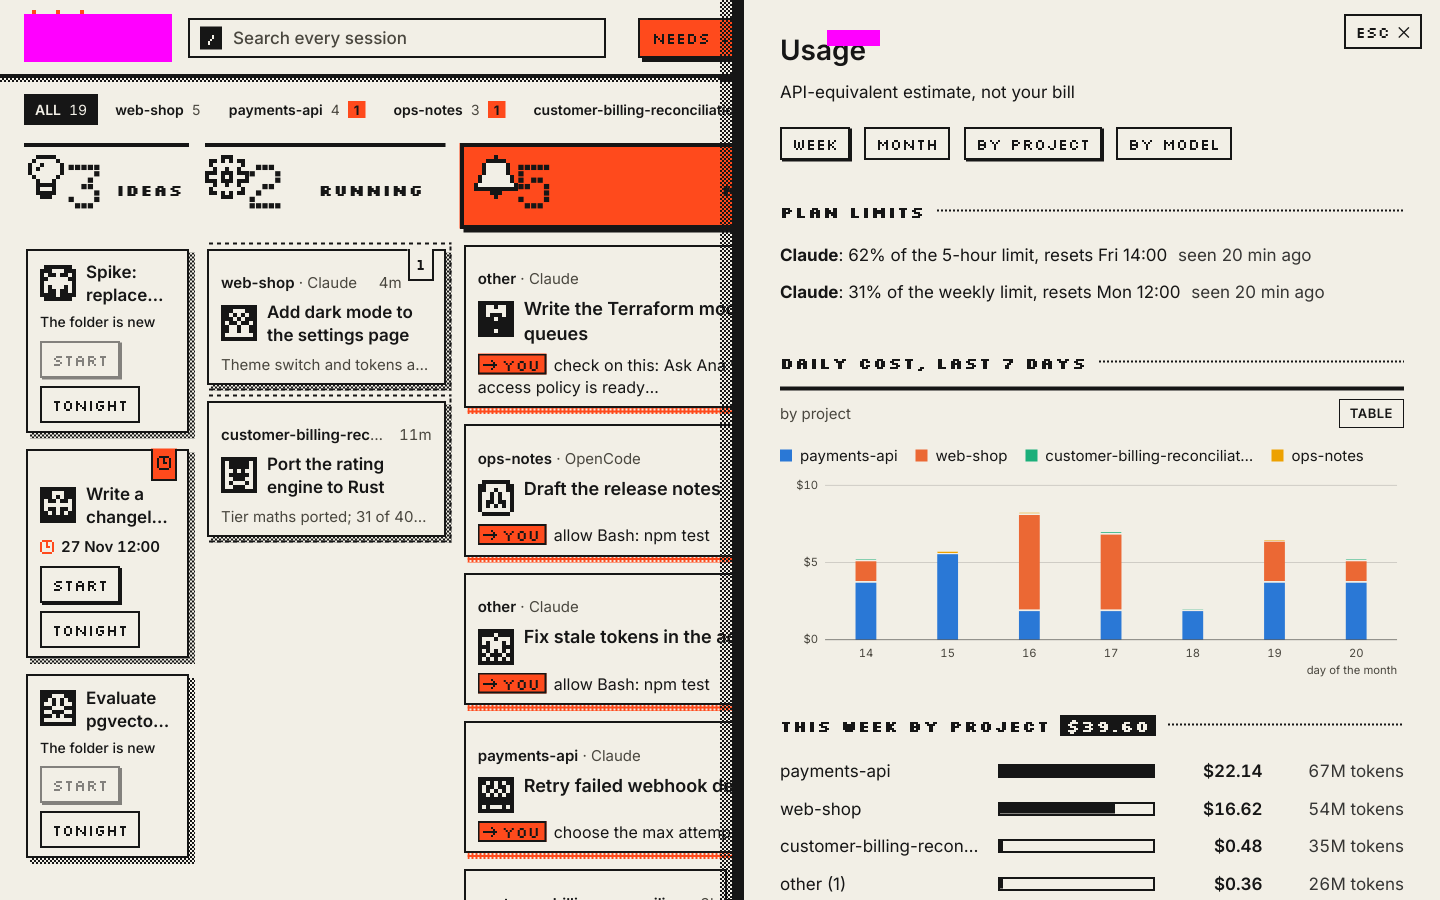 Search every session
NEEDS
ALL 19
web-shop 5
payments-api 4 1
ops-notes 3 1
customer-billing-reconciliat
3 IDEAS
2 RUNNING
5
Spike:
replace…
The folder is new
START
TONIGHT
Write a
changel…
27 Nov 12:00
START
TONIGHT
Evaluate
pgvecto…
The folder is new
START
TONIGHT
1
web-shop · Claude 4m
Add dark mode to
the settings page
Theme switch and tokens a…
customer-billing-rec… 11m
Port the rating
engine to Rust
Tier maths ported; 31 of 40…
other · Claude
Write the Terraform mod
queues
→ YOU check on this: Ask Ana
access policy is ready…
ops-notes · OpenCode
Draft the release notes
→ YOU allow Bash: npm test
other · Claude
Fix stale tokens in the
→ YOU allow Bash: npm test
payments-api · Claude
Retry failed webhook
→ YOU choose the max attemp
ESC ×
Usage
API-equivalent estimate, not your bill
WEEK
MONTH
BY PROJECT
BY MODEL
PLAN LIMITS
Claude: 62% of the 5-hour limit, resets Fri 14:00 seen 20 min ago
Claude: 31% of the weekly limit, resets Mon 12:00 seen 20 min ago
DAILY COST, LAST 7 DAYS
by project
TABLE
payments-api
web-shop
customer-billing-reconciliat…
ops-notes
$10
$5
$0
14 15 16 17 18 19 20
day of the month
THIS WEEK BY PROJECT $39.60
payments-api $22.14 67M tokens
web-shop $16.62 54M tokens
customer-billing-recon… $0.48 35M tokens
other (1) $0.36 26M tokens